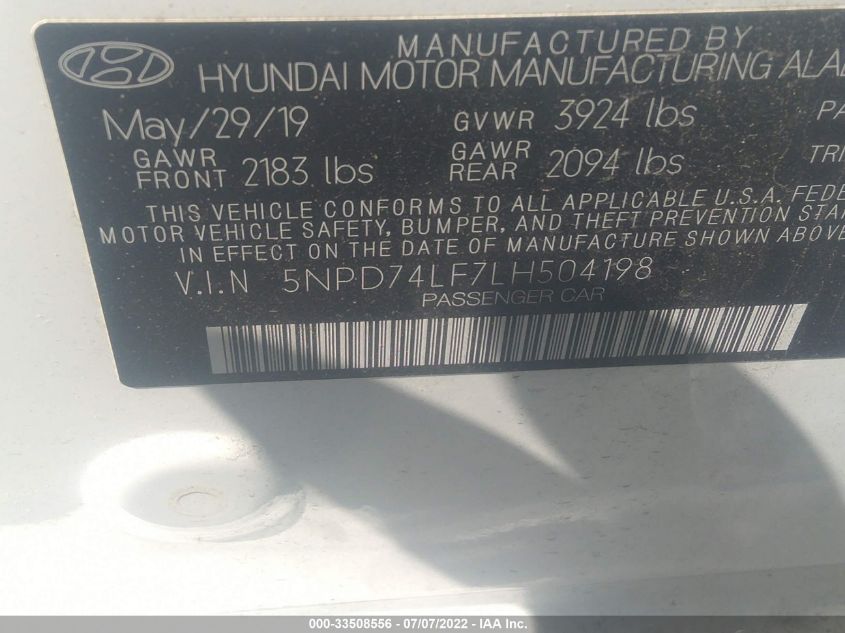 MANUFACTURED BY
HYUNDAI MOTOR MANUFACTURING ALA
May/29/19 GVWR 3924 lbs PA
GAWR FRONT 2183 lbs GAWR REAR 2094 lbs TRI
THIS VEHICLE CONFORMS TO ALL APPLICABLE U.S.A. FEDE
MOTOR VEHICLE SAFETY, BUMPER, AND THEFT PREVENTION STA
IN EFFECT ON THE DATE OF MANUFACTURE SHOWN ABOVE
V.I.N 5NPD74LF7LH504198
PASSENGER CAR
000-33508556 - 07/07/2022 - IAA Inc.